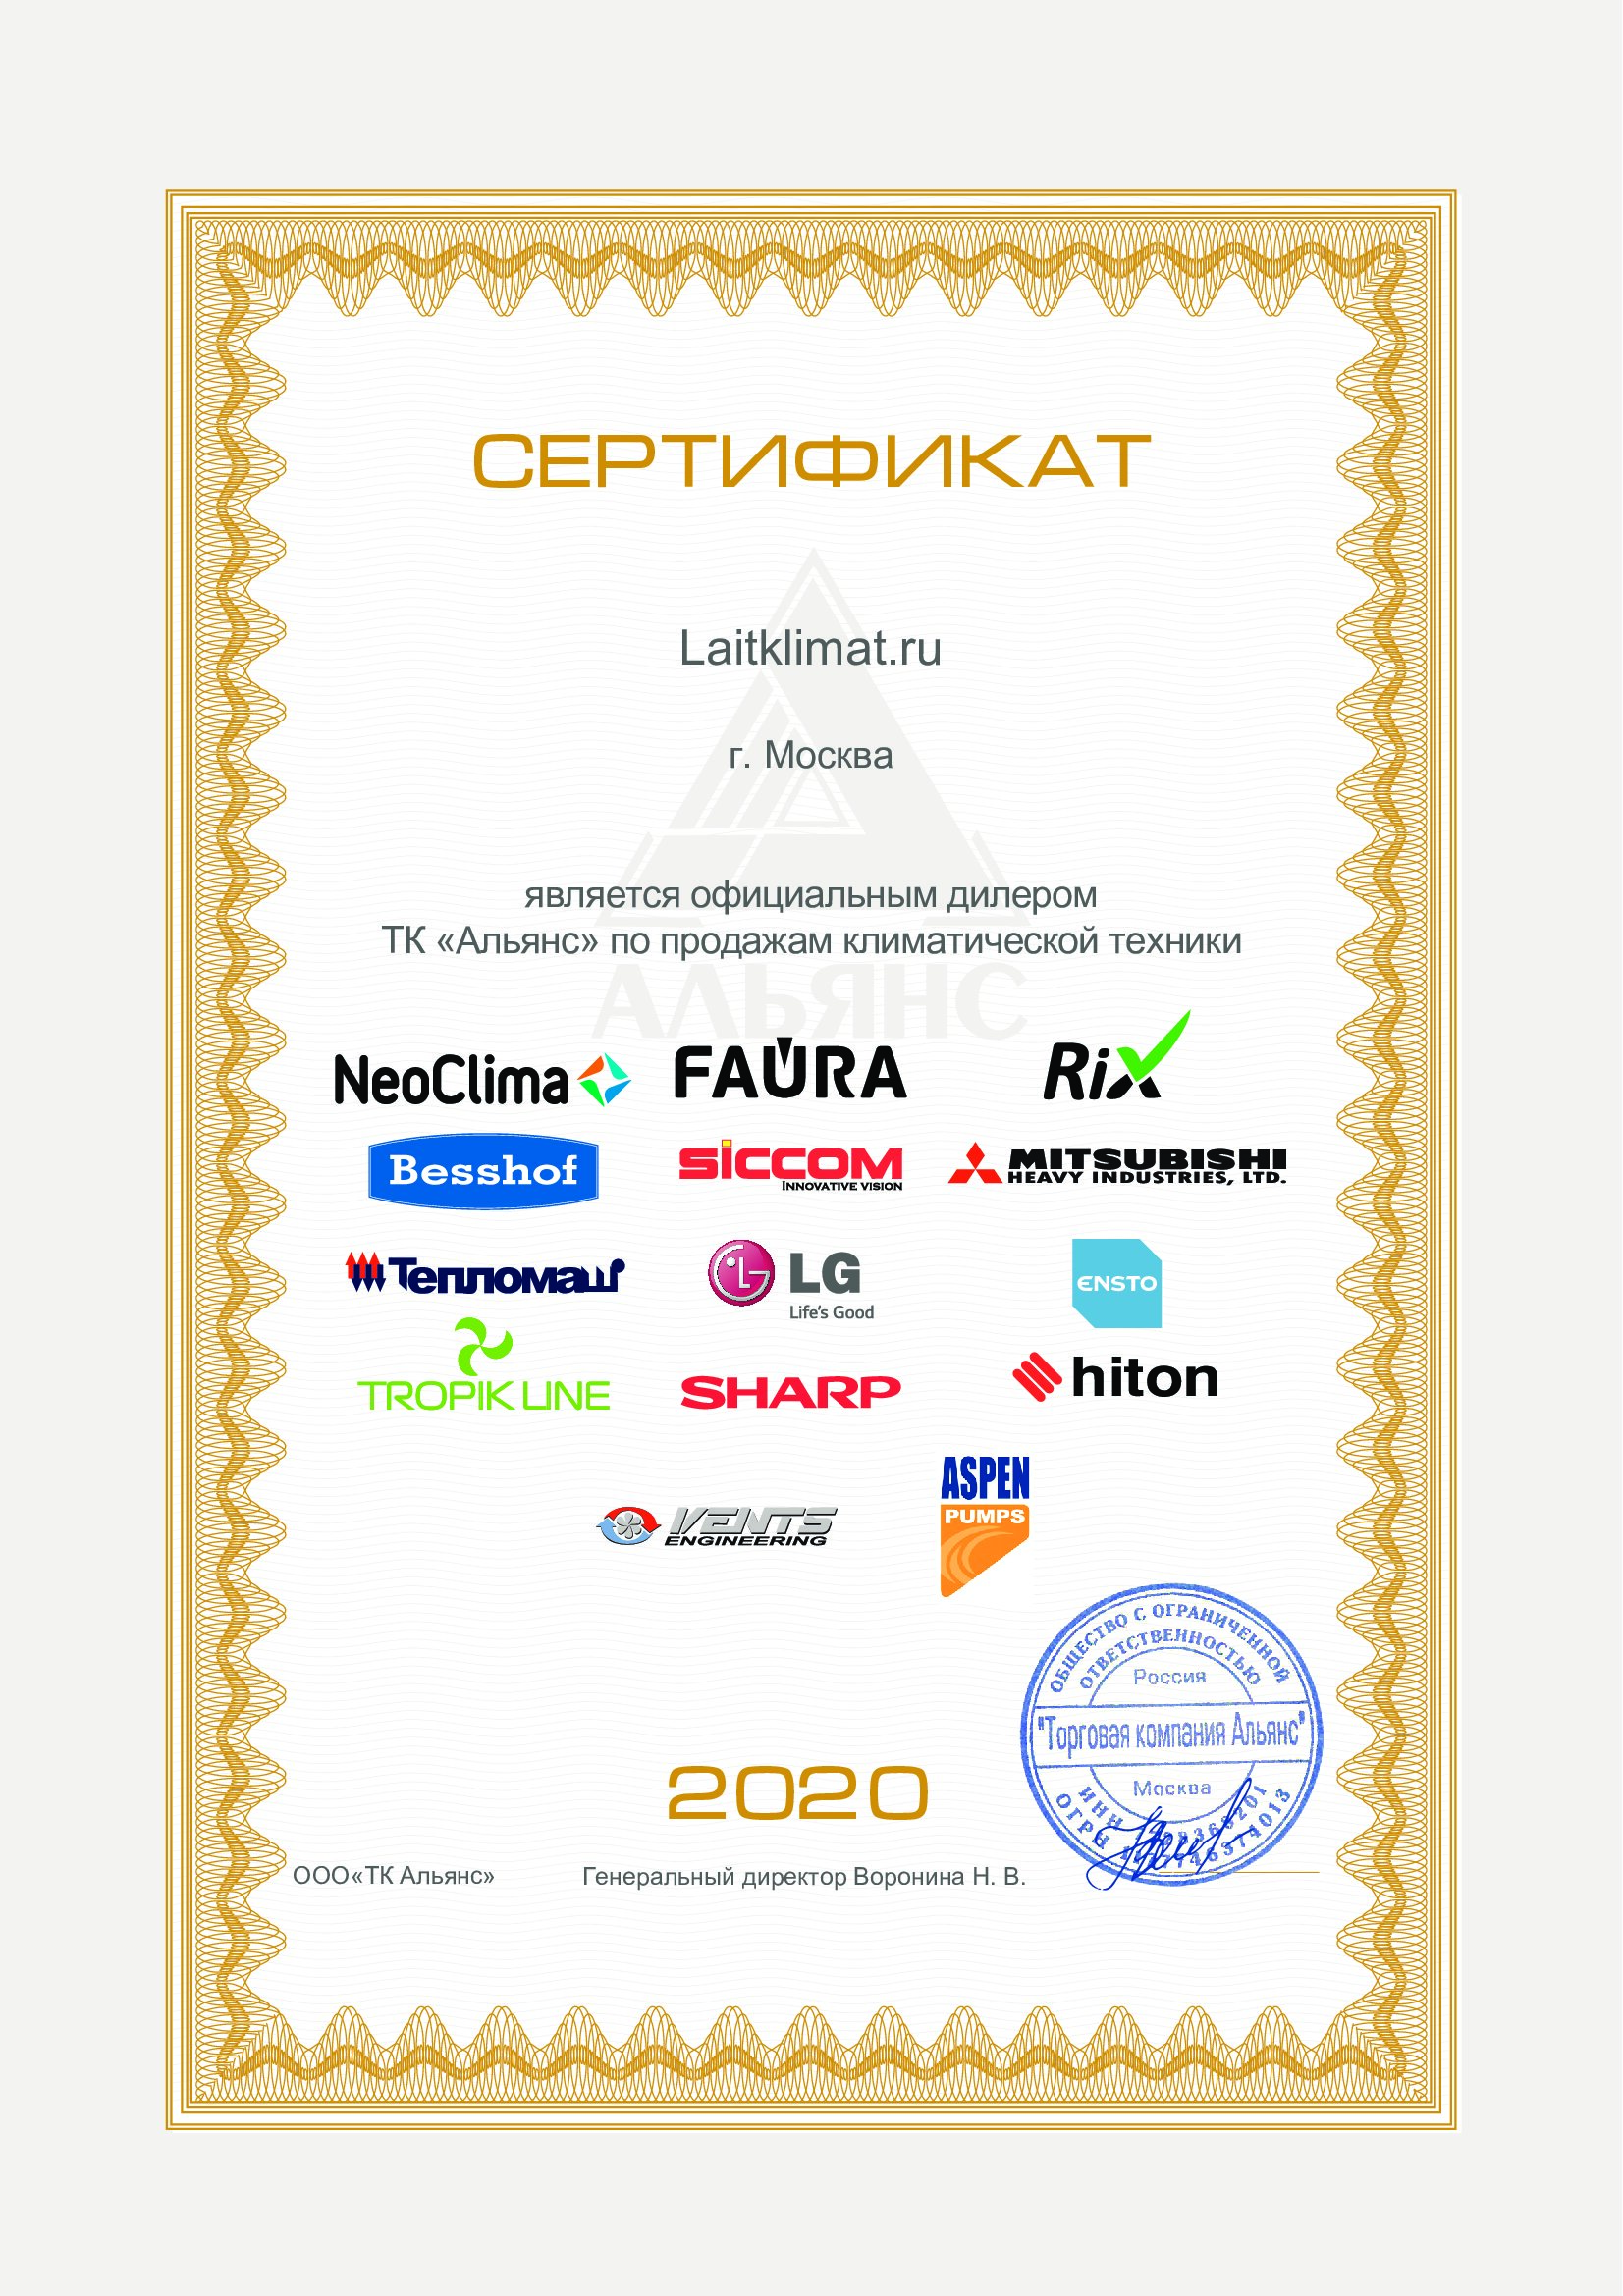 СЕРТИФИКАТ
Laitklimat.ru
г. Москва
является официальным дилером
ТК «Альянс» по продажам климатической техники
АЛЬЯНС
NeoClima FAURA RiX
Besshof SICCOM MITSUBISHI
INNOVATIVE VISION HEAVY INDUSTRIES, LTD.
Тепломаш LG ENSTO
Life's Good
TROPIK LINE SHARP hiton
VENTS ASPEN
ENGINEERING PUMPS
ОБЩЕСТВО С ОГРАНИЧЕННОЙ
ОТВЕТСТВЕННОСТЬЮ
Россия
"Торговая компания Альянс"
Москва
ИНН
ОГРН
2020
ООО«ТК Альянс» Генеральный директор Воронина Н. В.